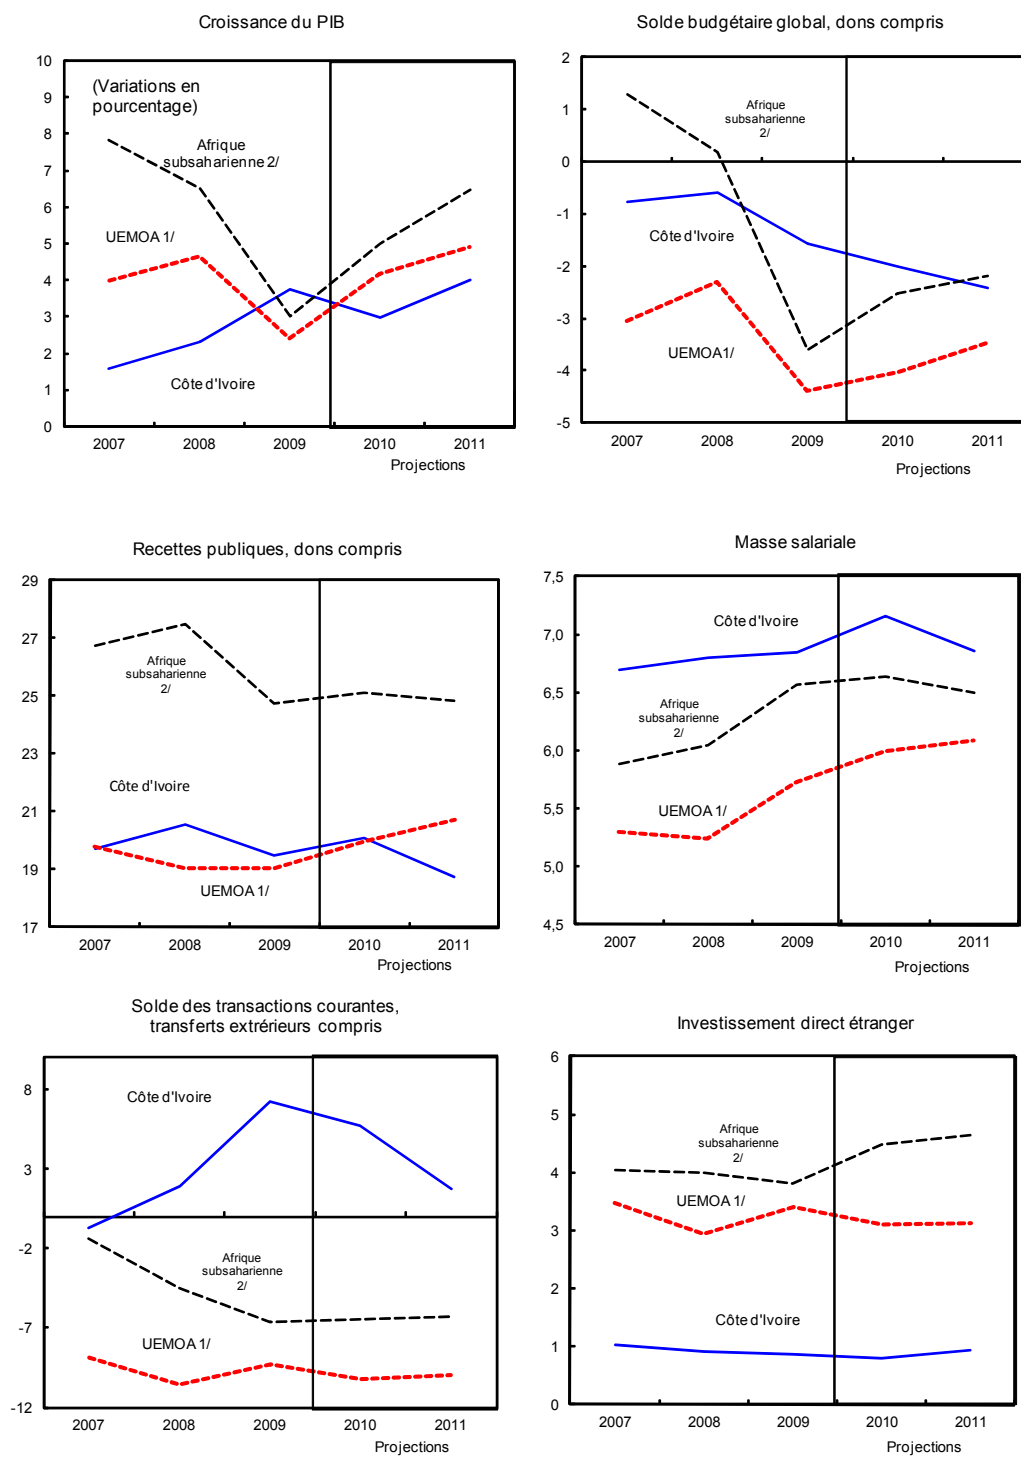 Croissance du PIB
10
9
8
7
6
5
4
3
2
1
0
(Variations en
pourcentage)
Afrique
subsaharienne 2/
UEMOA 1/
Côte d'Ivoire
2007
2008
2009
2010
2011
Projections
Solde budgétaire global, dons compris
2
1
0
-1
-2
-3
-4
-5
Afrique
subsaharienne
2/
Côte d'Ivoire
UEMOA 1/
2007
2008
2009
2010
2011
Projections
Recettes publiques, dons compris
29
27
25
23
21
19
17
Afrique
subsaharienne
2/
Côte d'Ivoire
UEMOA 1/
2007
2008
2009
2010
2011
Projections
Masse salariale
7,5
7,0
6,5
6,0
5,5
5,0
4,5
Côte d'Ivoire
Afrique
subsaharienne
2/
UEMOA 1/
2007
2008
2009
2010
2011
Projections
Solde des transactions courantes,
transferts extrérieurs compris
8
3
-2
-7
-12
Côte d'Ivoire
Afrique
subsaharienne
2/
UEMOA 1/
2007
2008
2009
2010
2011
Projections
Investissement direct étranger
6
5
4
3
2
1
0
Afrique
subsaharienne
2/
UEMOA 1/
Côte d'Ivoire
2007
2008
2009
2010
2011
Projections